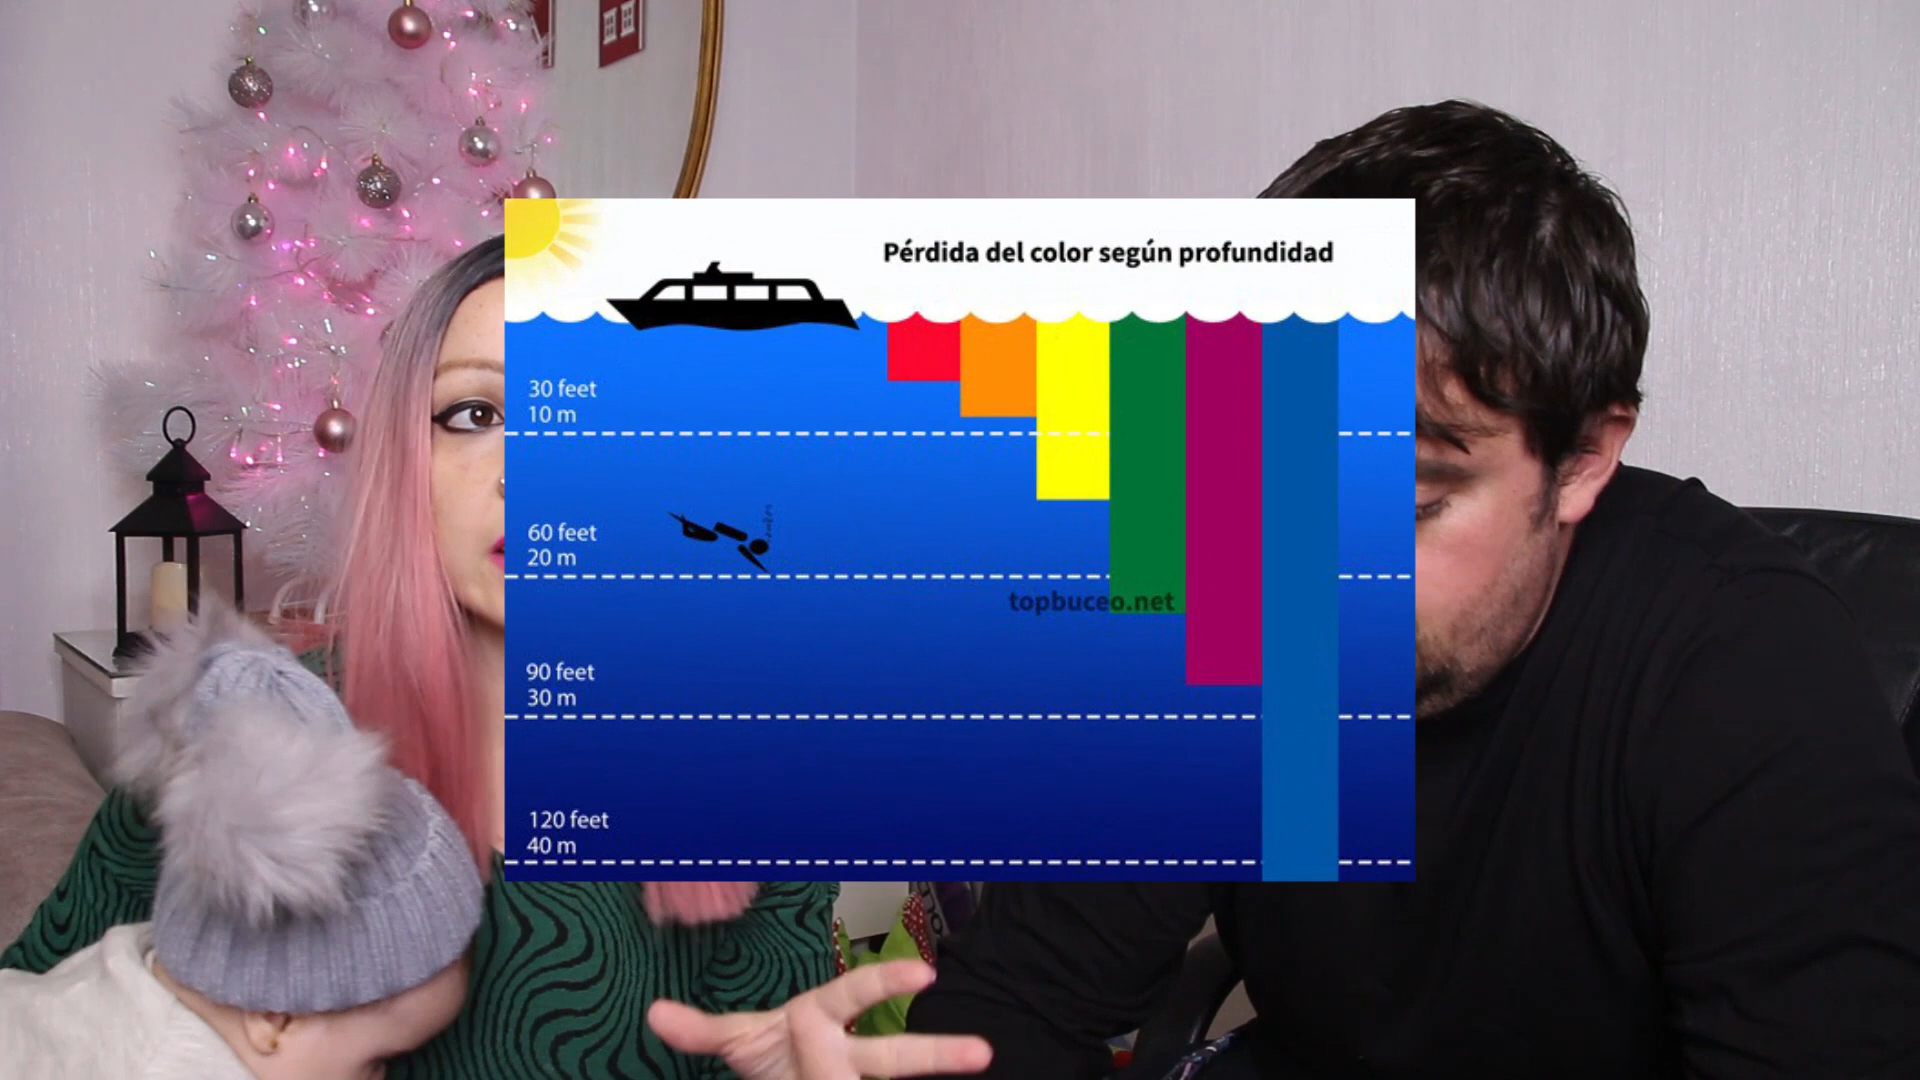 Pérdida del color según profundidad
30 feet
10 m
60 feet
20 m
topbuceo.net
90 feet
30 m
120 feet
40 m